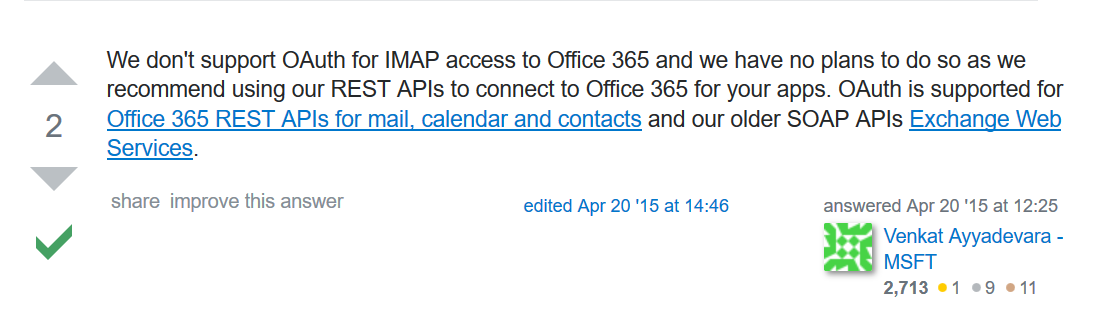 We don't support OAuth for IMAP access to Office 365 and we have no plans to do so as we
recommend using our REST APIs to connect to Office 365 for your apps. OAuth is supported for
2
Office 365 REST APIs for mail, calendar and contacts and our older SOAP APIs Exchange Web
Services.
share improve this answer
edited Apr 20 '15 at 14:46
answered Apr 20 '15 at 12:25
Venkat Ayyadevara -
MSFT
2,713 1 9 11